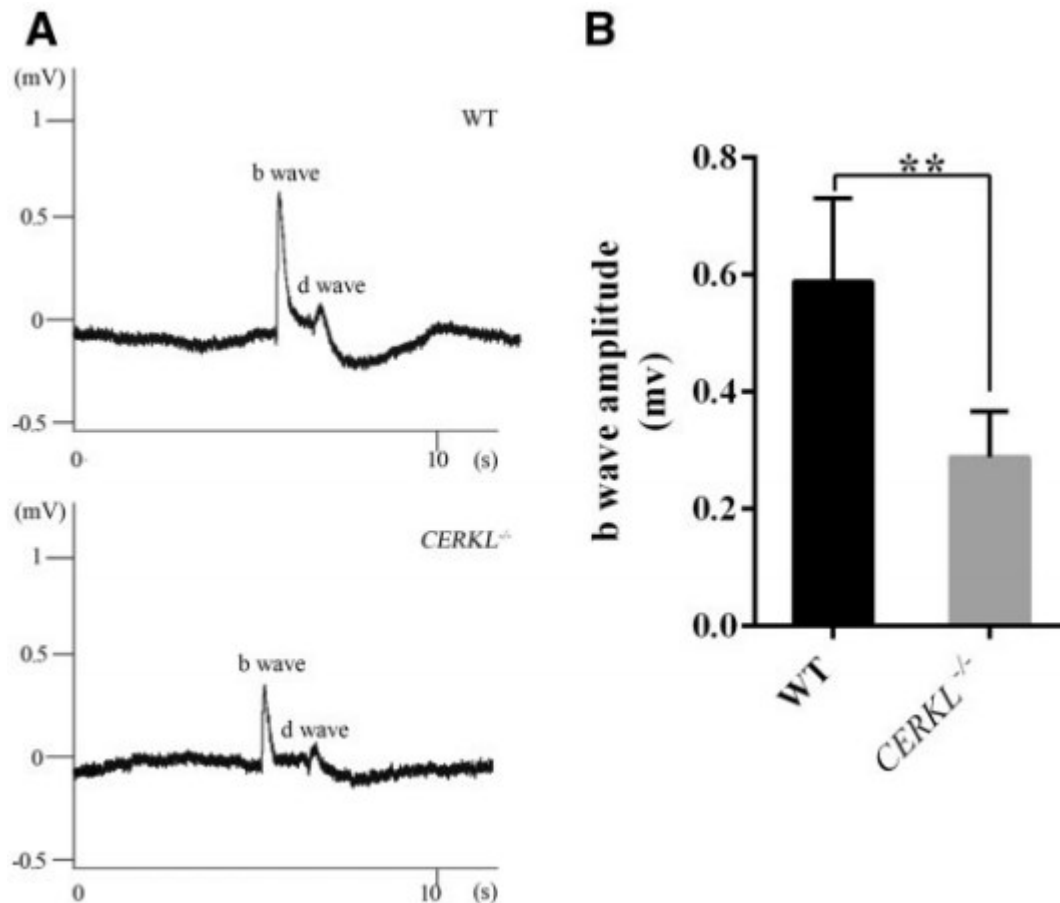 A
(mV)
1
WT
b wave
0.5
d wave
0
-0.5
0
10
(s)
(mV)
CERKL-/-
1
0.5
b wave
d wave
0
-0.5
0
10
(s)
B
0.8
**
0.6
0.4
0.2
0.0
b wave amplitude
(mv)
WT
CERKL-/-